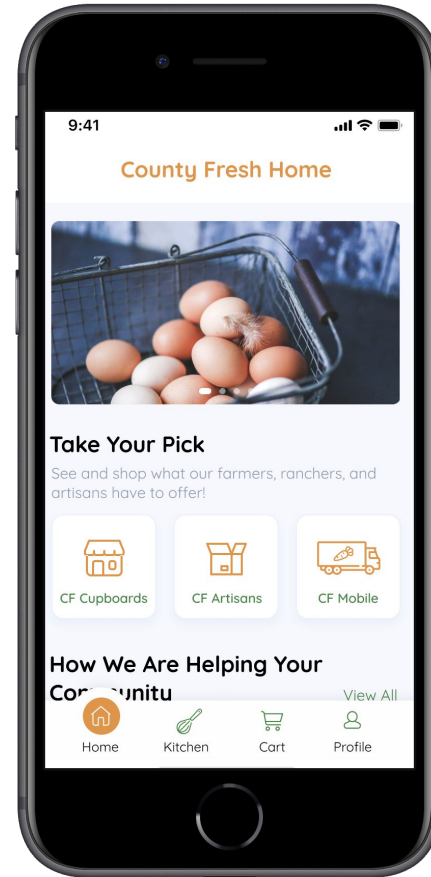 9:41
County Fresh Home
Take Your Pick
See and shop what our farmers, ranchers, and
artisans have to offer!
CF Cupboards
CF Artisans
CF Mobile
How We Are Helping Your
Community
View All
Home
Kitchen
Cart
Profile